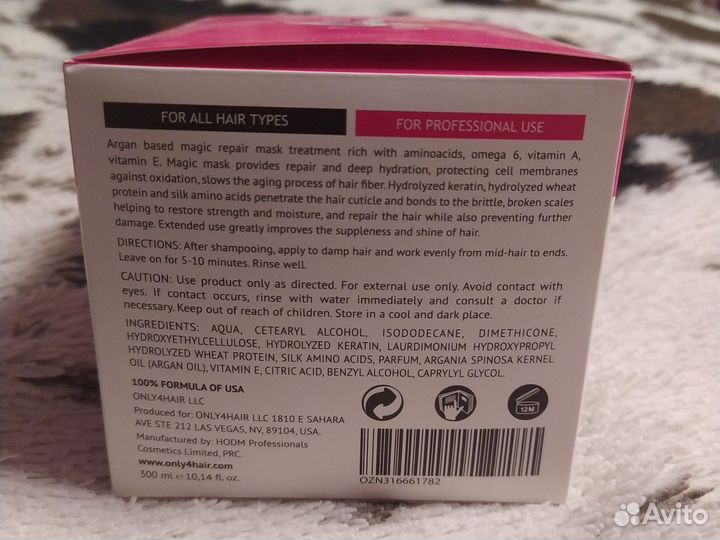 FOR ALL HAIR TYPES
FOR PROFESSIONAL USE
Argan based magic repair mask treatment rich with aminoacids, omega 6, vitamin A,
vitamin E. Magic mask provides repair and deep hydration, protecting cell membranes
against oxidation, slows the aging process of hair fiber. Hydrolyzed keratin, hydrolyzed wheat
protein and silk amino acids penetrate the hair cuticle and bonds to the brittle, broken scales
helping to restore strength and moisture, and repair the hair while also preventing further
damage. Extended use greatly improves the suppleness and shine of hair.
DIRECTIONS: After shampooing, apply to damp hair and work evenly from mid-hair to ends.
Leave on for 5-10 minutes. Rinse well.
CAUTION: Use product only as directed. For external use only. Avoid contact with
eyes. If contact occurs, rinse with water immediately and consult a doctor if
necessary. Keep out of reach of children. Store in a cool and dark place.
INGREDIENTS: AQUA, CETEARYL ALCOHOL, ISODODECANE, DIMETHICONE,
HYDROXYETHYLCELLULOSE, HYDROLIZED KERATIN, LAURDIMONIUM HYDROXYPROPYL
HYDROLYZED WHEAT PROTEIN, SILK AMINO ACIDS, PARFUM, ARGANIA SPINOSA KERNEL
OIL (ARGAN OIL), VITAMIN E, CITRIC ACID, BENZYL ALCOHOL, CAPRYLYL GLYCOL.
100% FORMULA OF USA
ONLY4HAIR LLC
Produced for: ONLY4HAIR LLC 1810 E SAHARA
AVE STE 212 LAS VEGAS, NV, 89104, USA.
Manufactured by: HODM Professionals
Cosmetics Limited, PRC.
www.only4hair.com
300 ml e 10,14 fl. oz.
12M
OZN316661782
Avito